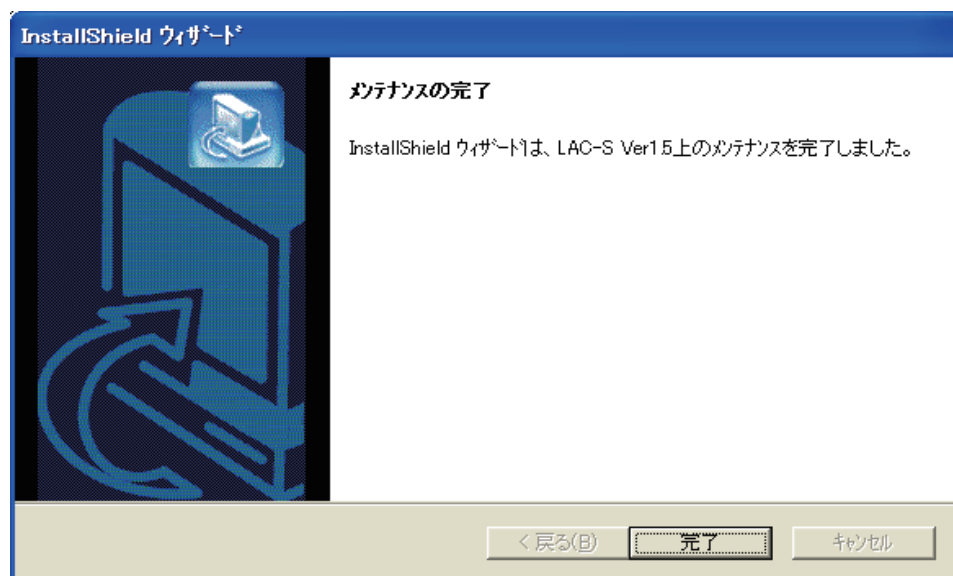 InstallShield ウィザード
メンテナンスの完了
InstallShield ウィザードは、LAC-S Ver1.5上のメンテナンスを完了しました。
< 戻る(B)
完了
キャンセル